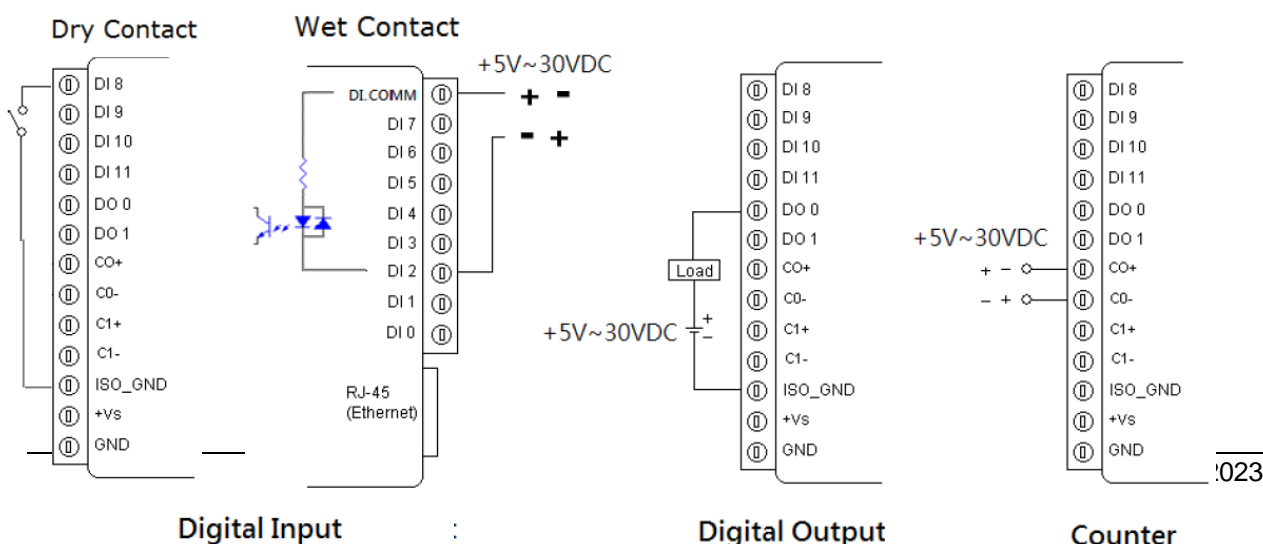 Dry Contact
DI 8
DI 9
DI 10
DI 11
DO 0
DO 1
CO+
C0-
C1+
C1-
ISO_GND
+Vs
GND
Wet Contact
+5V~30VDC
DI.COMM
+ -
DI 7
- +
DI 6
DI 5
DI 4
DI 3
DI 2
DI 1
DI 0
RJ-45
(Ethernet)
Digital Input :
DI 8
DI 9
DI 10
DI 11
DO 0
DO 1
CO+
Load
C0-
C1+
+
+5V~30VDC
-
C1-
ISO_GND
+Vs
GND
Digital Output
DI 8
DI 9
DI 10
DI 11
DO 0
DO 1
+5V~30VDC
+ - CO+
- + C0-
C1+
C1-
ISO_GND
+Vs
GND
2023
Counter